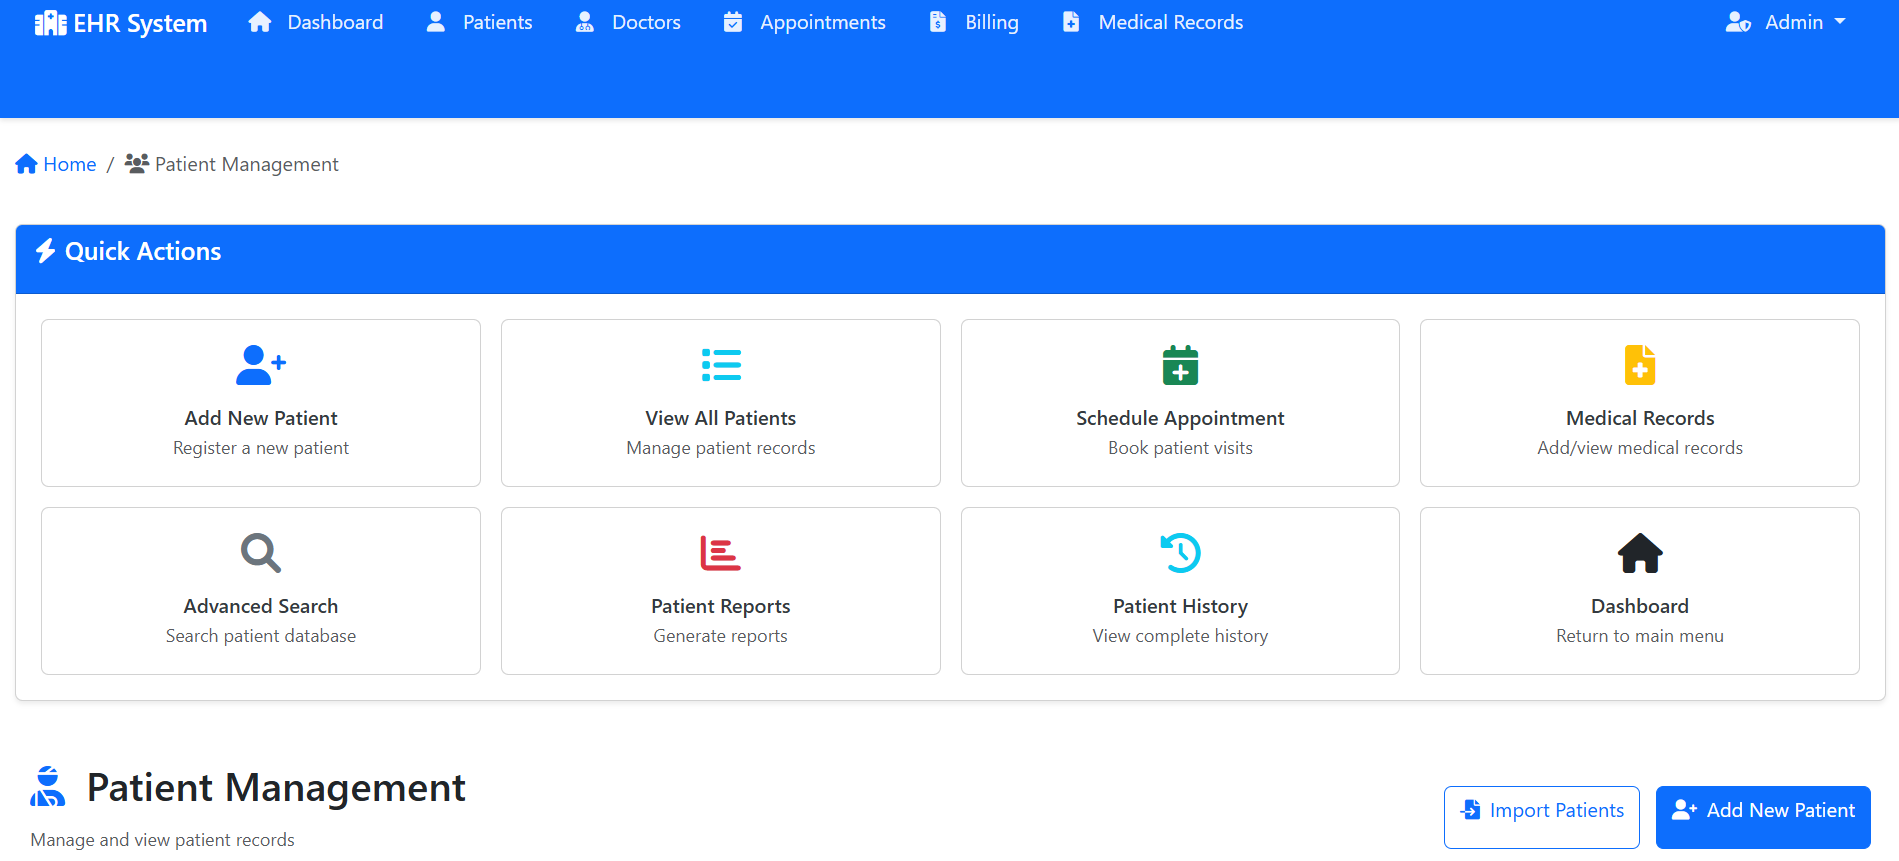 EHR System Dashboard Patients Doctors Appointments Billing Medical Records Admin
Home / Patient Management
Quick Actions
Add New Patient
Register a new patient
View All Patients
Manage patient records
Schedule Appointment
Book patient visits
Medical Records
Add/view medical records
Advanced Search
Search patient database
Patient Reports
Generate reports
Patient History
View complete history
Dashboard
Return to main menu
Patient Management
Manage and view patient records
Import Patients
Add New Patient